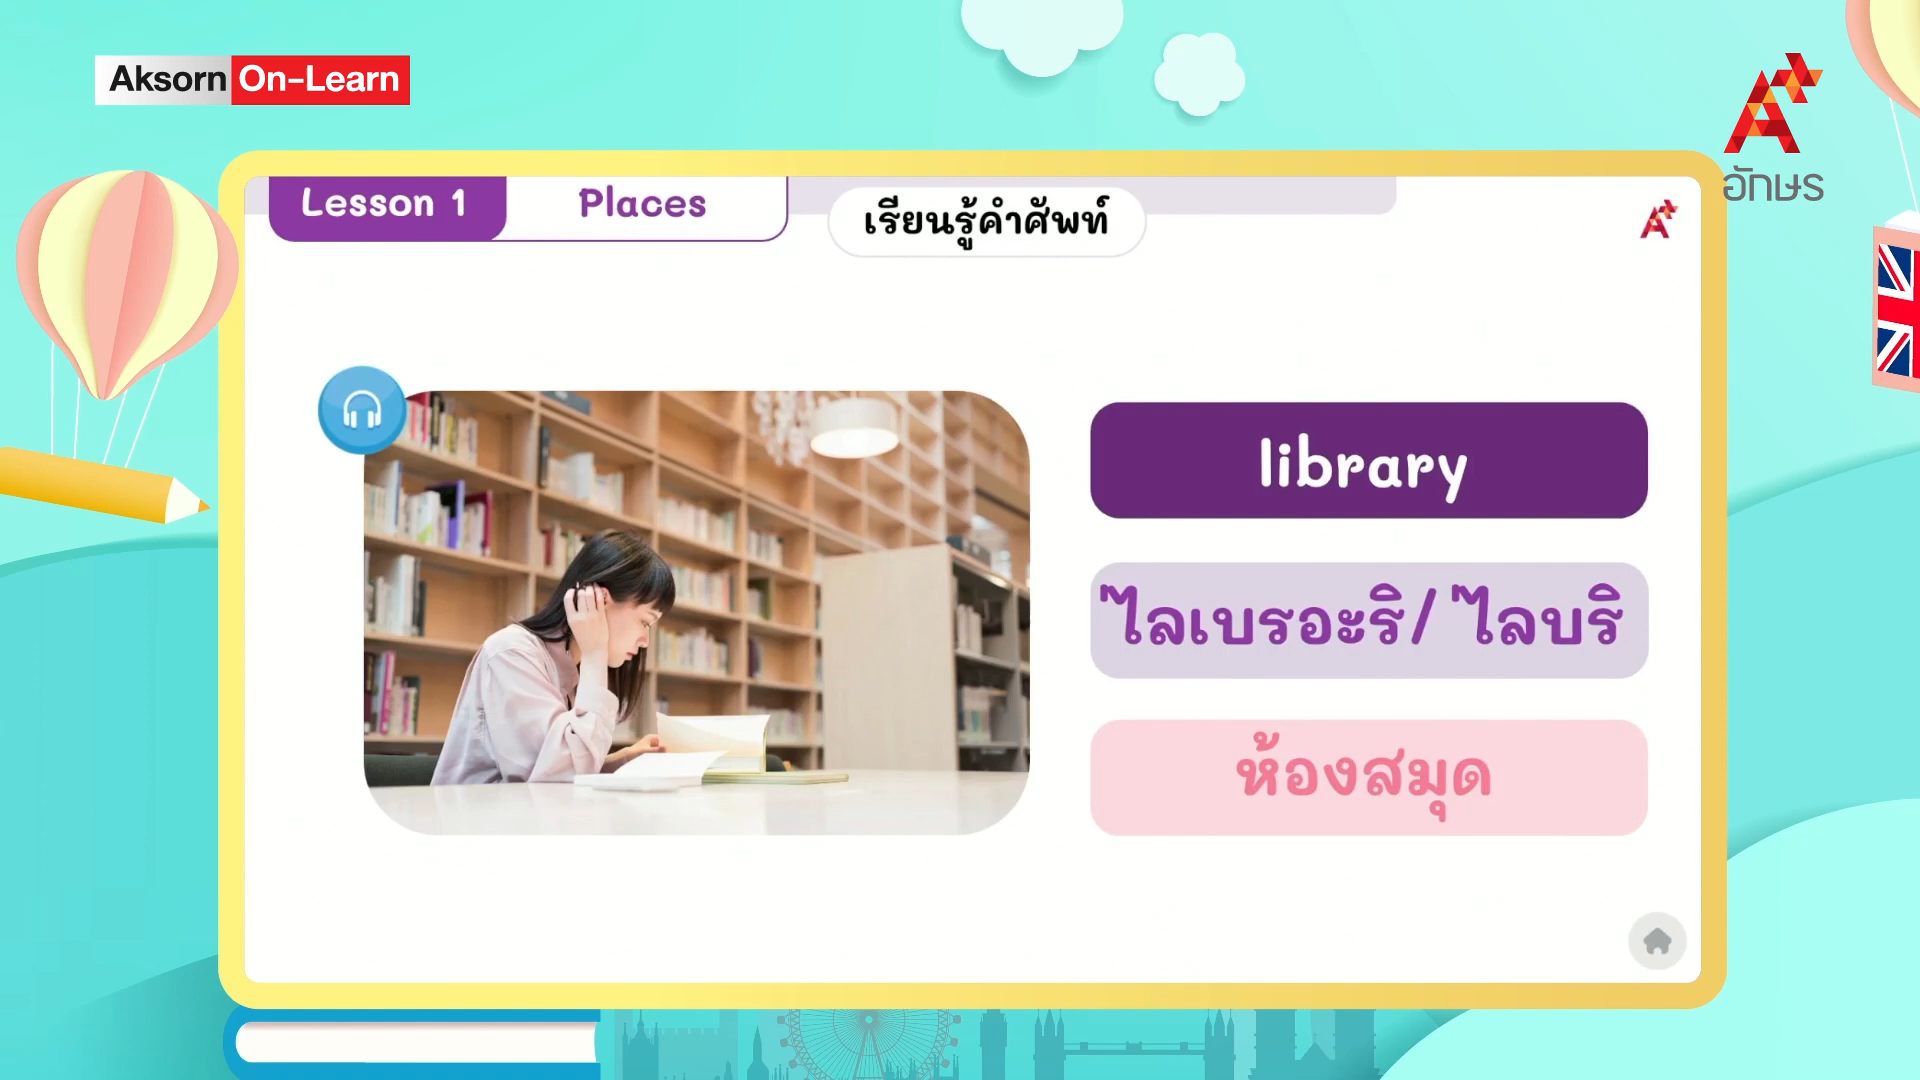 Aksorn On-Learn
อักษร
Lesson 1 Places เรียนรู้คำศัพท์
library
ไลเบรอะริ/ ไลบริ
ห้องสมุด